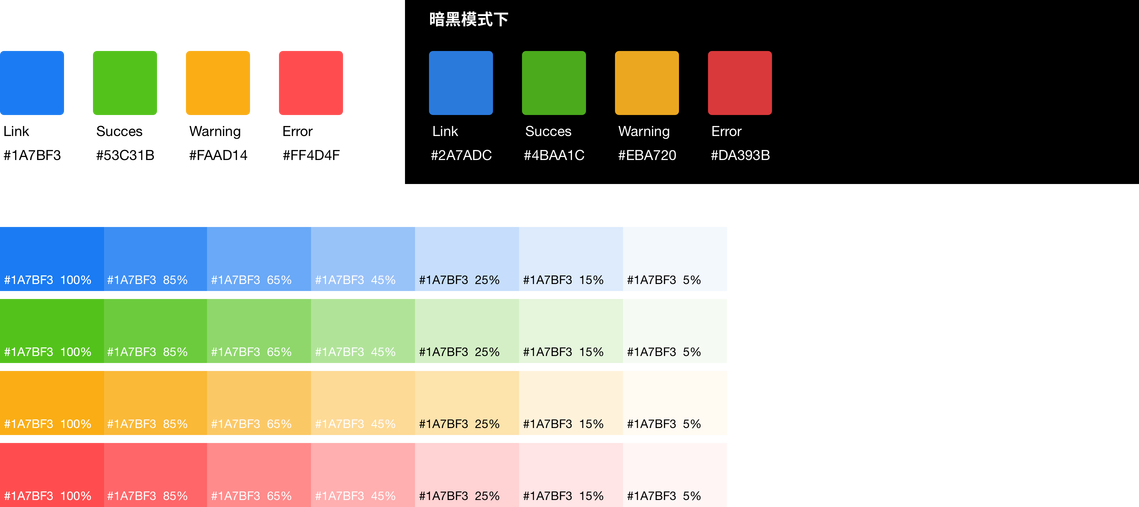 暗黑模式下
Link Succes Warning Error
#1A7BF3 #53C31B #FAAD14 #FF4D4F
Link Succes Warning Error
#2A7ADC #4BAA1C #EBA720 #DA393B
#1A7BF3 100% #1A7BF3 85% #1A7BF3 65% #1A7BF3 45% #1A7BF3 25% #1A7BF3 15% #1A7BF3 5%
#1A7BF3 100% #1A7BF3 85% #1A7BF3 65% #1A7BF3 45% #1A7BF3 25% #1A7BF3 15% #1A7BF3 5%
#1A7BF3 100% #1A7BF3 85% #1A7BF3 65% #1A7BF3 45% #1A7BF3 25% #1A7BF3 15% #1A7BF3 5%
#1A7BF3 100% #1A7BF3 85% #1A7BF3 65% #1A7BF3 45% #1A7BF3 25% #1A7BF3 15% #1A7BF3 5%